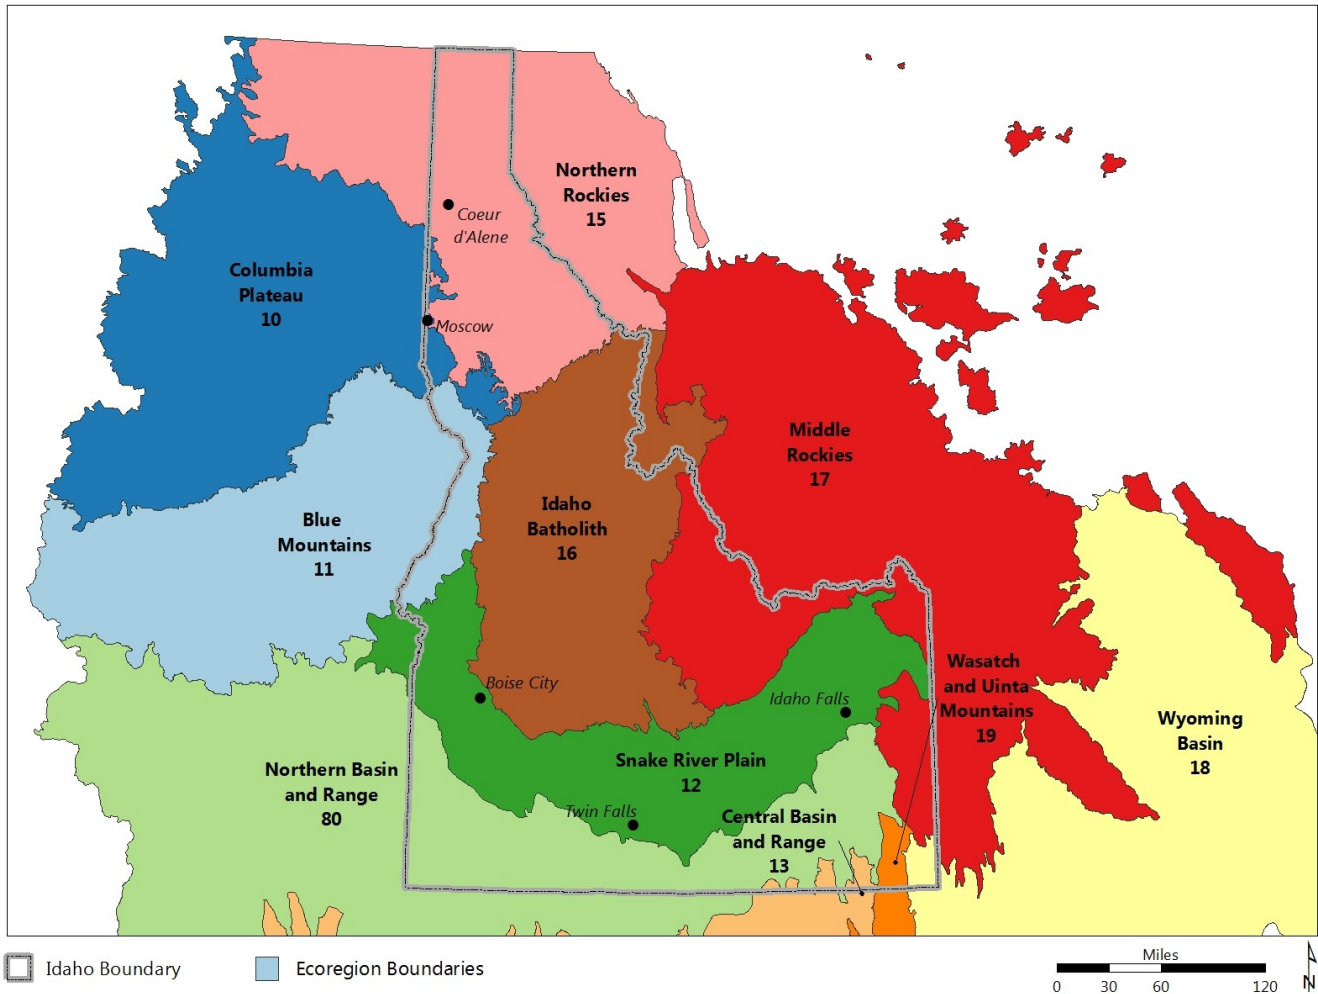 Northern
Rockies
15
Coeur
d'Alene
Columbia
Plateau
10
Moscow
Middle
Rockies
17
Idaho
Batholith
16
Blue
Mountains
11
Wasatch
and Uinta
Mountains
19
Boise City
Idaho Falls
Wyoming
Basin
18
Snake River Plain
12
Northern Basin
and Range
80
Twin Falls
Central Basin
and Range
13
Idaho Boundary
Ecoregion Boundaries
Miles
0 30 60 120
N